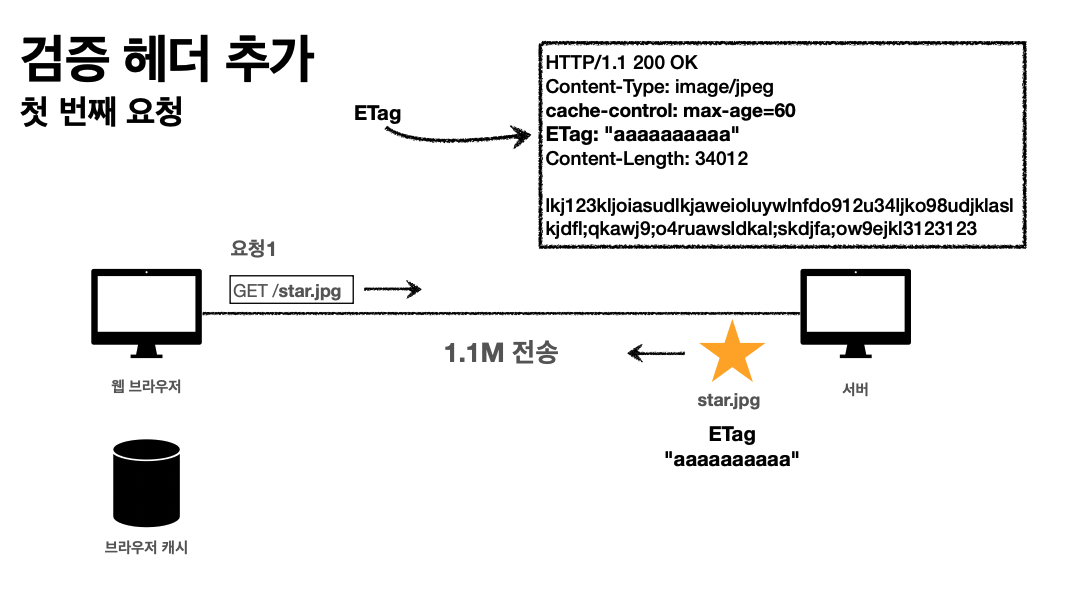 검증 헤더 추가
첫 번째 요청
ETag
HTTP/1.1 200 OK
Content-Type: image/jpeg
cache-control: max-age=60
ETag: "aaaaaaaaaa"
Content-Length: 34012
lkj123kljoiasudlkjaweioluywlnfdo912u34ljko98udjklasl
kjdfl;qkawj9;o4ruawsldkal;skdjfa;ow9ejkl3123123
요청1
GET /star.jpg
1.1M 전송
웹 브라우저
서버
star.jpg
ETag
"aaaaaaaaaa"
브라우저 캐시